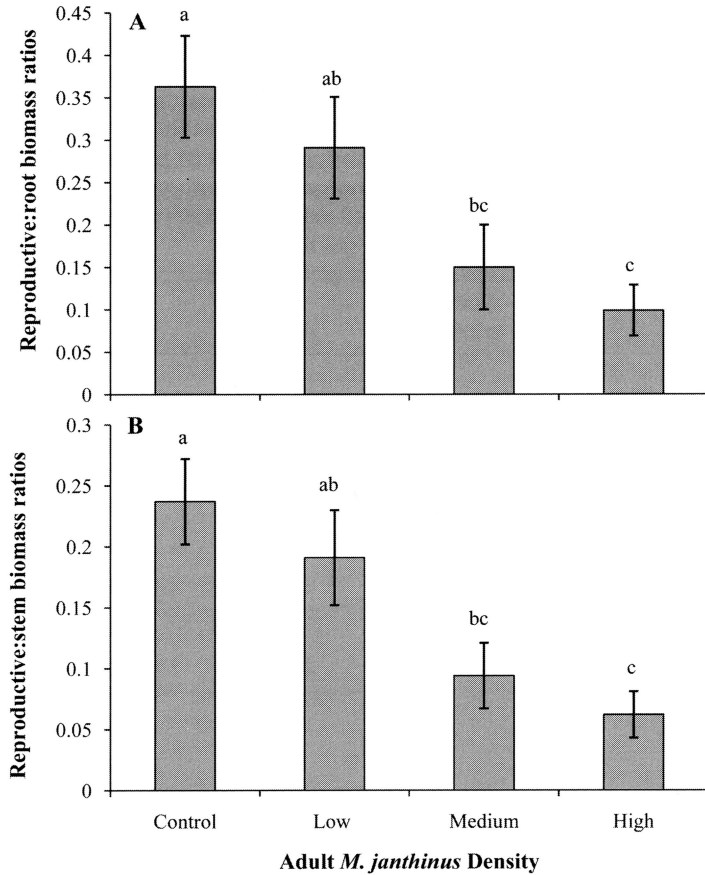 A
a
ab
bc
c
0.45
0.4
0.35
0.3
0.25
0.2
0.15
0.1
0.05
0
Reproductive:root biomass ratios
B
a
ab
bc
c
0.3
0.25
0.2
0.15
0.1
0.05
0
Reproductive:stem biomass ratios
Control Low Medium High
Adult M. janthinus Density